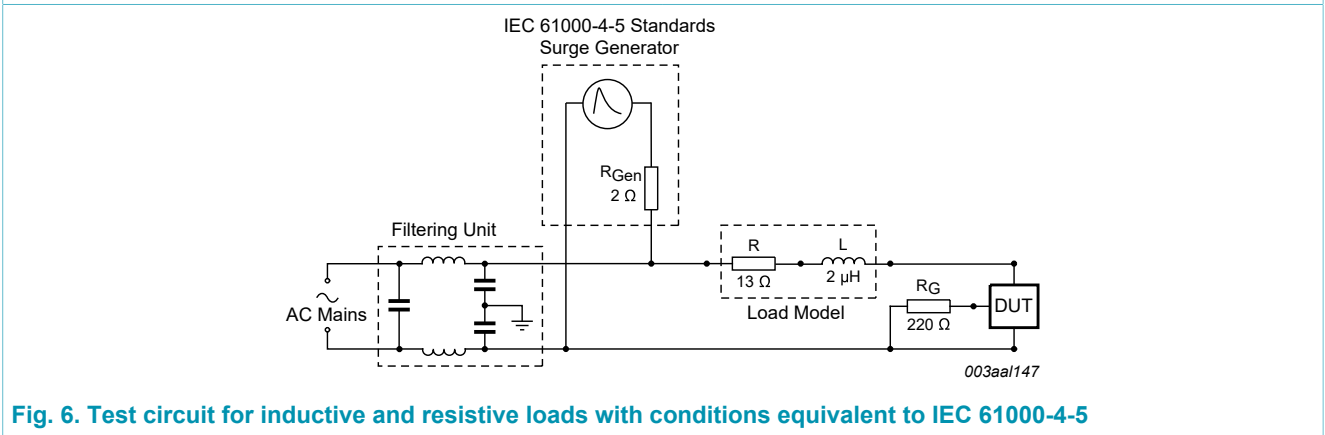 IEC 61000-4-5 Standards
Surge Generator
RGen
2 Ω
Filtering Unit
R
L
13 Ω
2 μH
Load Model
RG
220 Ω
DUT
AC Mains
003aal147
Fig. 6. Test circuit for inductive and resistive loads with conditions equivalent to IEC 61000-4-5